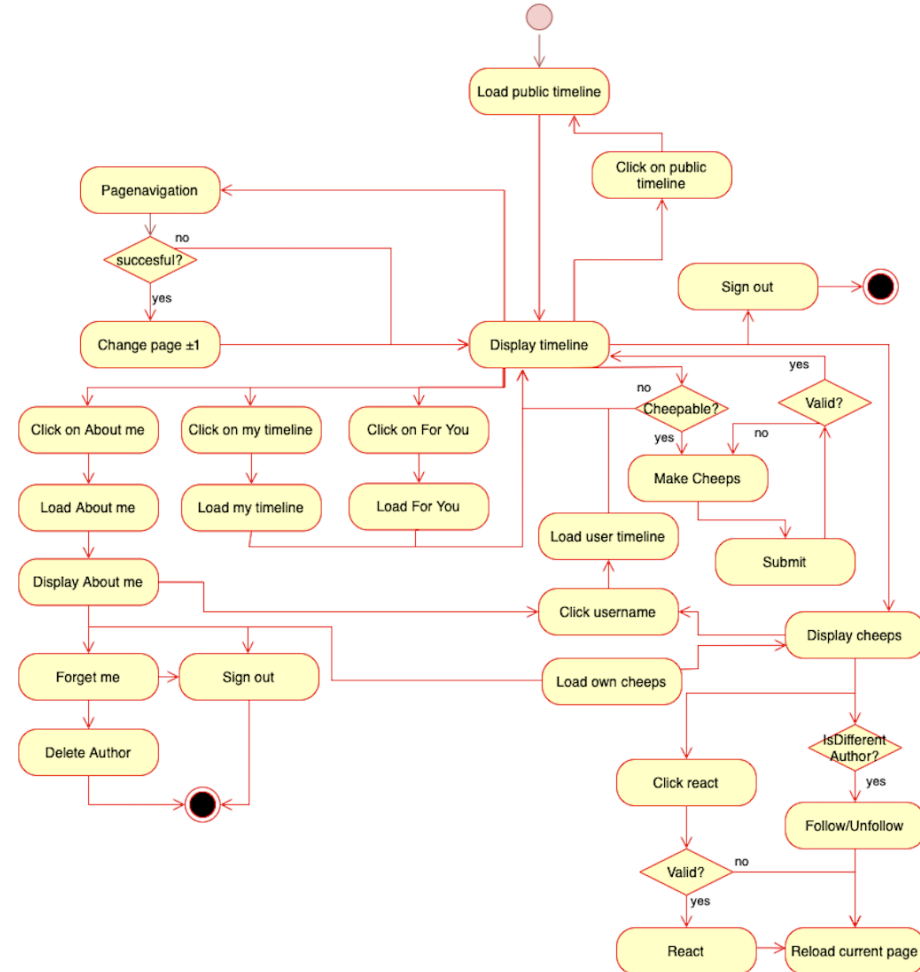 Load public timeline
Click on public
timeline
Pagenavigation
no
succesful?
yes
Sign out
Change page ±1
Display timeline
yes
no
Cheepable?
Valid?
Click on About me
Click on my timeline
Click on For You
yes
no
Make Cheeps
Load About me
Load my timeline
Load For You
Load user timeline
Submit
Display About me
Click username
Display cheeps
Forget me
Sign out
Load own cheeps
Delete Author
IsDifferent
Author?
Click react
yes
Follow/Unfollow
Valid?
no
yes
React
Reload current page